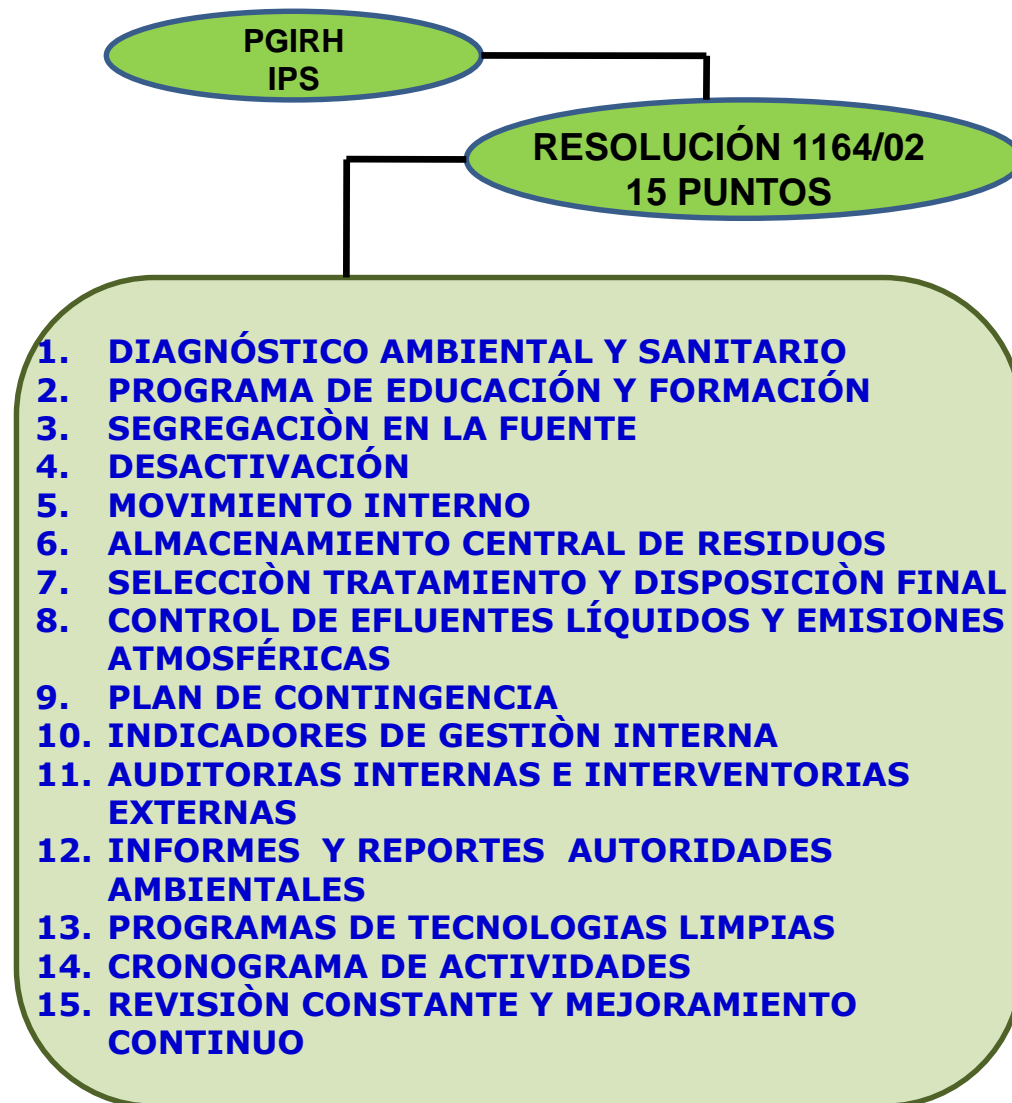 PGIRH
IPS
RESOLUCIÓN 1164/02
15 PUNTOS
1. DIAGNÓSTICO AMBIENTAL Y SANITARIO
2. PROGRAMA DE EDUCACIÓN Y FORMACIÓN
3. SEGREGACIÒN EN LA FUENTE
4. DESACTIVACIÓN
5. MOVIMIENTO INTERNO
6. ALMACENAMIENTO CENTRAL DE RESIDUOS
7. SELECCIÒN TRATAMIENTO Y DISPOSICIÒN FINAL
8. CONTROL DE EFLUENTES LÍQUIDOS Y EMISIONES
ATMOSFÉRICAS
9. PLAN DE CONTINGENCIA
10. INDICADORES DE GESTIÒN INTERNA
11. AUDITORIAS INTERNAS E INTERVENTORIAS
EXTERNAS
12. INFORMES Y REPORTES AUTORIDADES
AMBIENTALES
13. PROGRAMAS DE TECNOLOGIAS LIMPIAS
14. CRONOGRAMA DE ACTIVIDADES
15. REVISIÒN CONSTANTE Y MEJORAMIENTO
CONTINUO